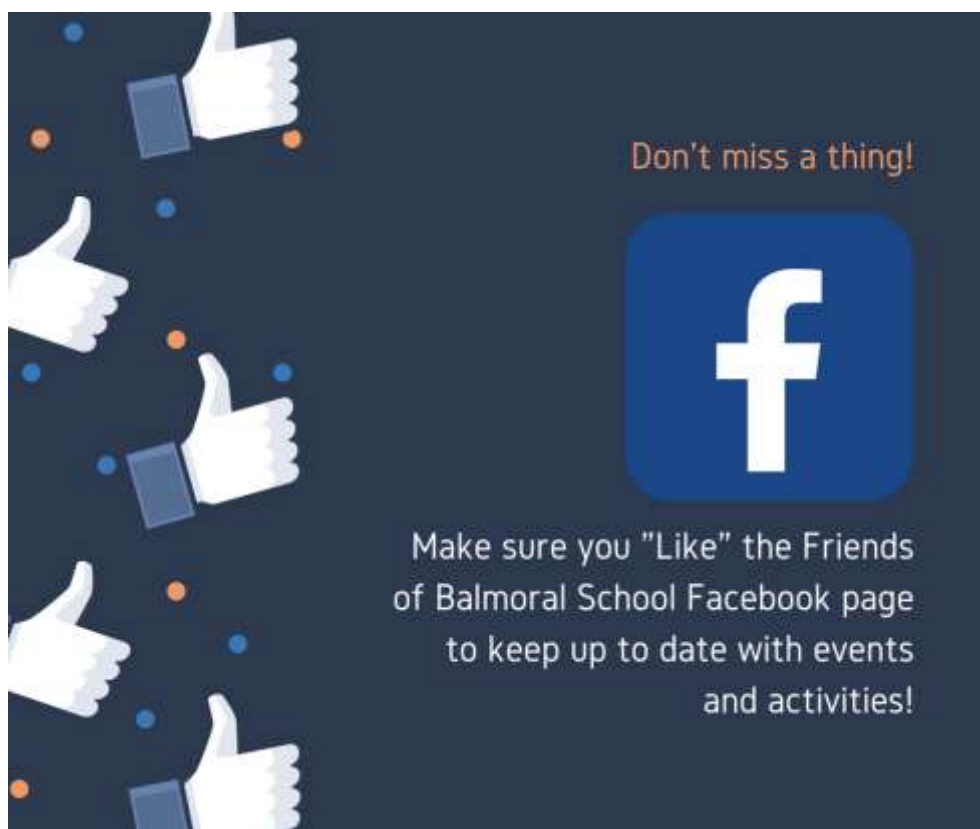 Don't miss a thing!
f
Make sure you "Like" the Friends
of Balmoral School Facebook page
to keep up to date with events
and activities!